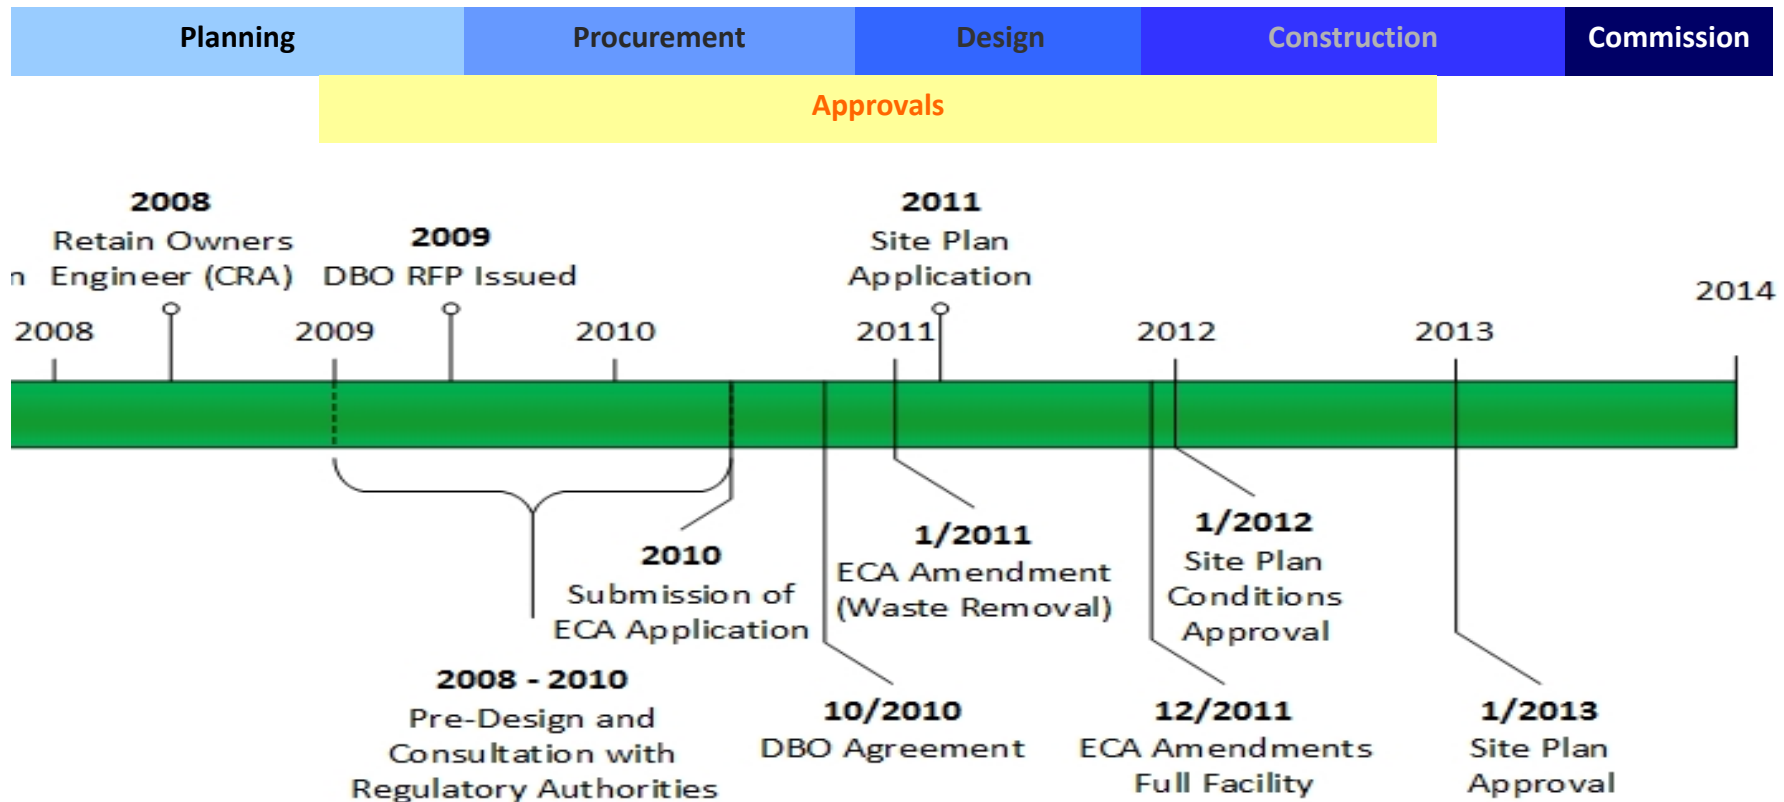 Planning
Procurement
Design
Construction
Commission
Approvals
2008
Retain Owners
n Engineer (CRA)
2009
DBO RFP Issued
2011
Site Plan
Application
2008
2009
2010
2011
2012
2013
2014
2010
Submission of
ECA Application
1/2011
ECA Amendment
(Waste Removal)
1/2012
Site Plan
Conditions
Approval
2008 - 2010
Pre-Design and
Consultation with
Regulatory Authorities
10/2010
DBO Agreement
12/2011
ECA Amendments
Full Facility
1/2013
Site Plan
Approval